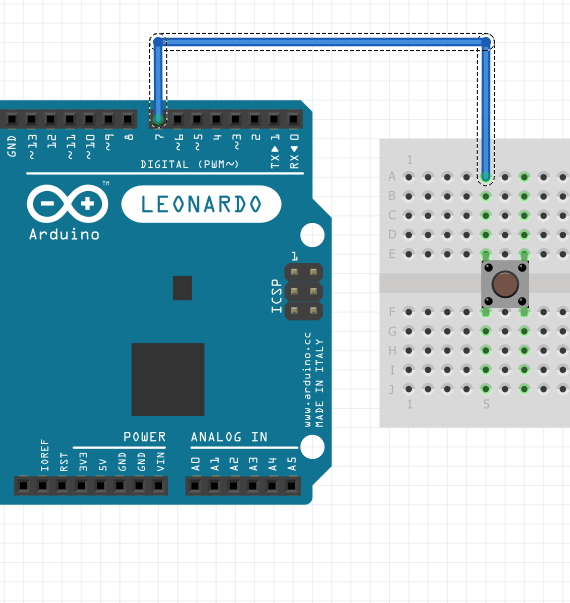 GND
~13
12
~11
~10
~9
8
7
~6
~5
4
~3
2
TX▸ 1
RX◂ 0
DIGITAL (PWM~)
TM
LEONARDO
Arduino
1
ICSP
www.arduino.cc
MADE IN ITALY
POWER
ANALOG IN
IOREF
RST
3V3
5V
GND
GND
VIN
A0
A1
A2
A3
A4
A5
1
A
B
C
D
E
F
G
H
I
J
1
5